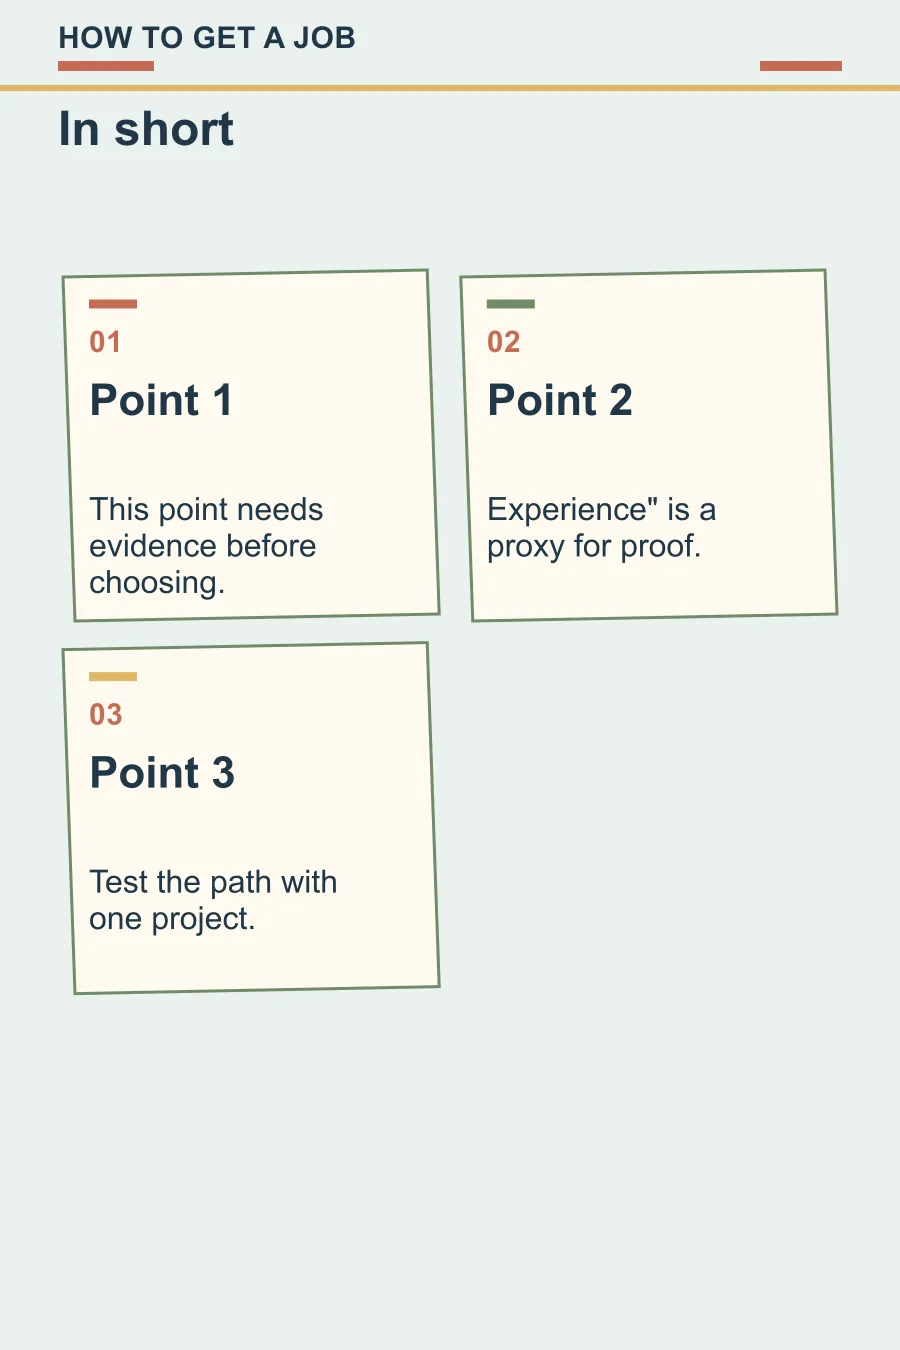 HOW TO GET A JOB
In short
01
Point 1
This point needs
evidence before
choosing.
02
Point 2
Experience" is a
proxy for proof.
03
Point 3
Test the path with
one project.